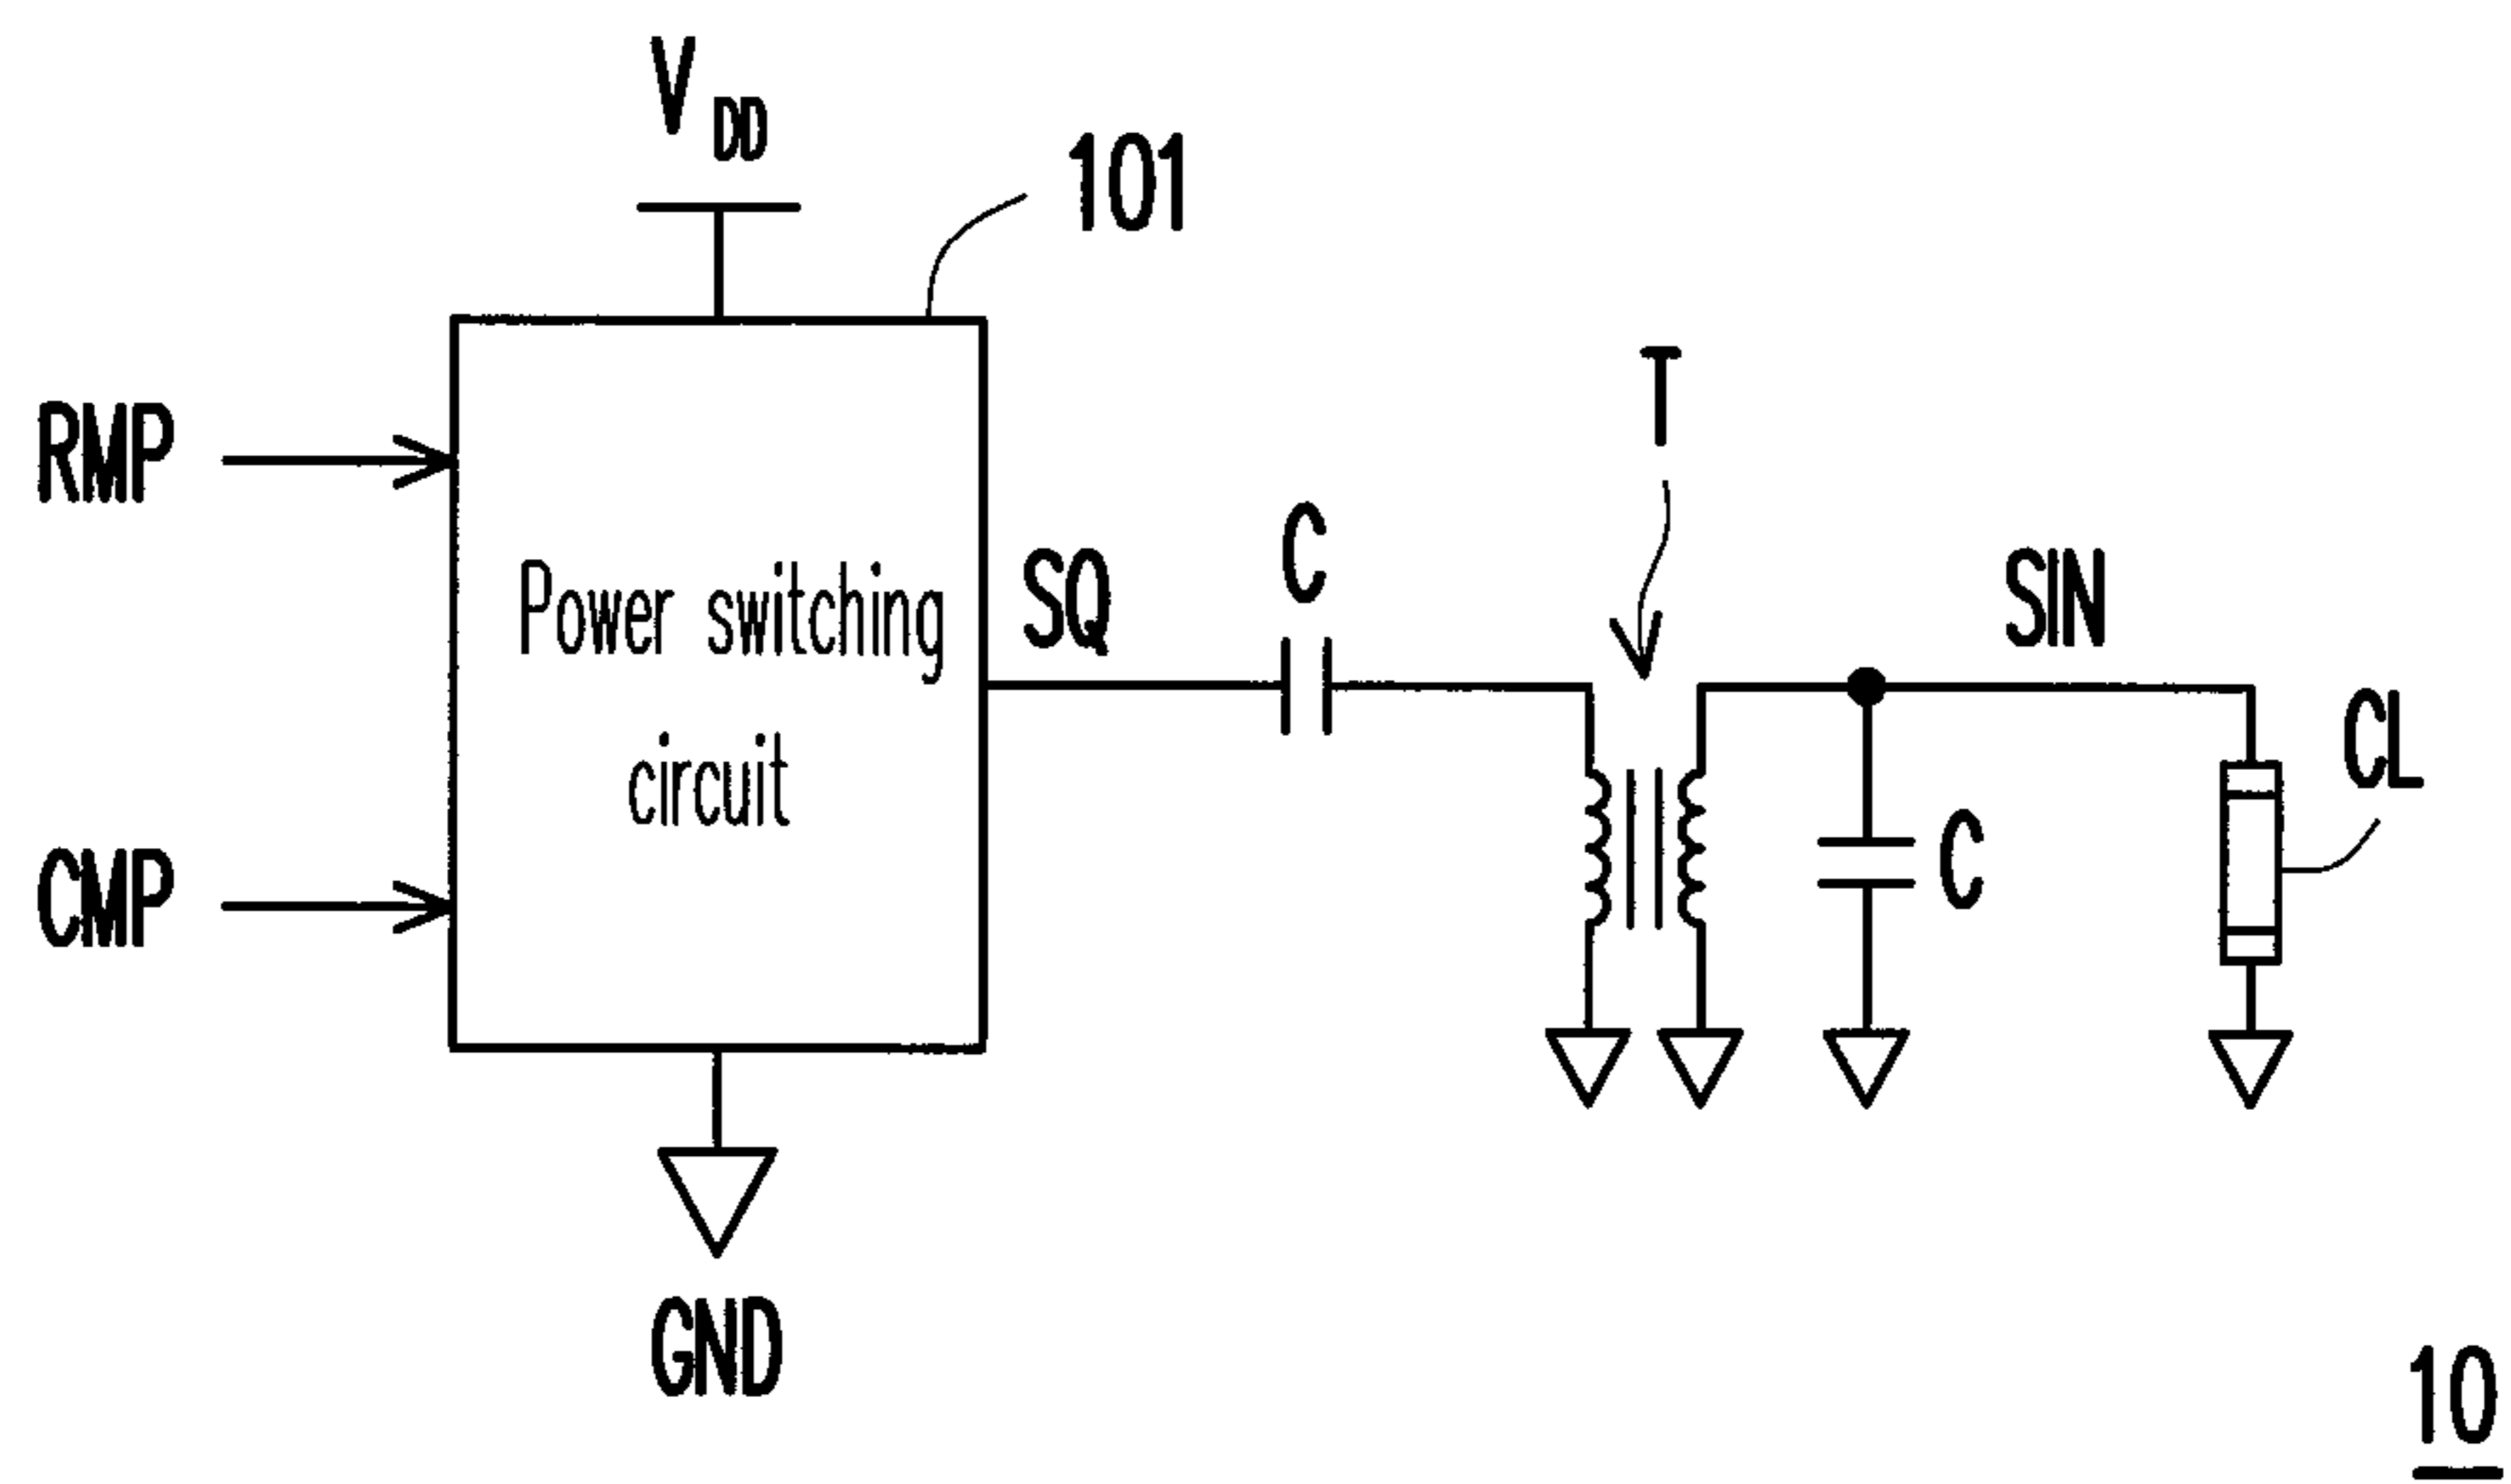 VDD
101
RMP
T
C
SQ
SIN
Power switching
circuit
CL
C
CMP
GND
10